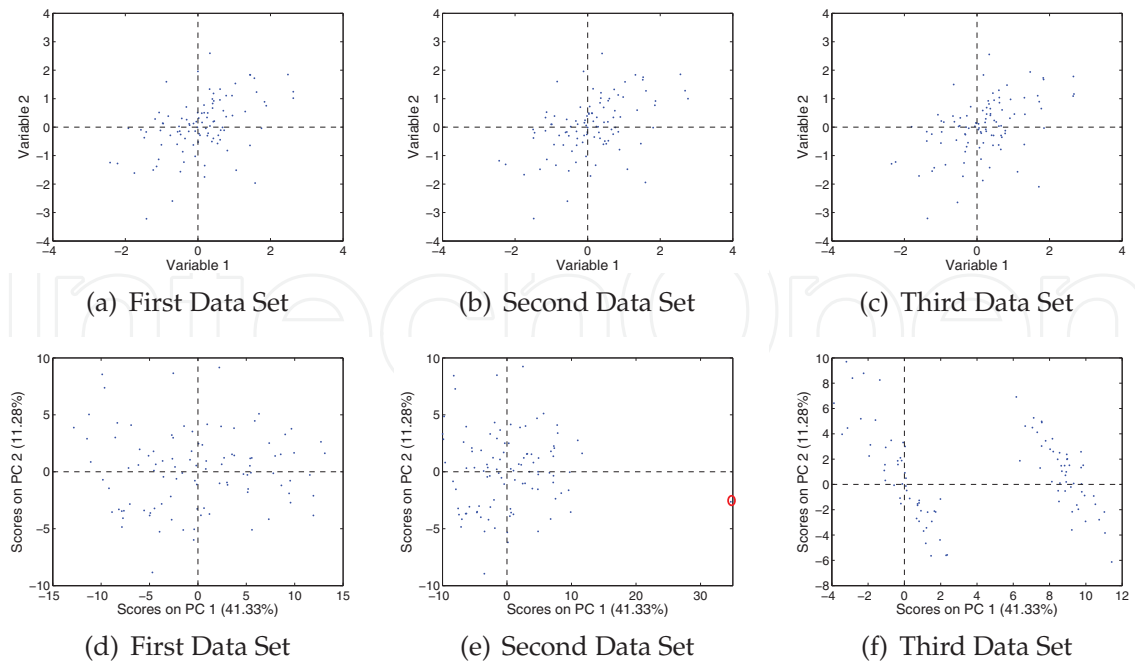 4
3
2
1
0
−1
−2
−3
−4
Variable 2
−4 −2 0 2 4
Variable 1
(a) First Data Set
4
3
2
1
0
−1
−2
−3
−4
Variable 2
−4 −2 0 2 4
Variable 1
(b) Second Data Set
4
3
2
1
0
−1
−2
−3
−4
Variable 2
−4 −2 0 2 4
Variable 1
(c) Third Data Set
10
5
0
−5
−10
Scores on PC 2 (11.28%)
−15 −10 −5 0 5 10 15
Scores on PC 1 (41.33%)
(d) First Data Set
10
5
0
−5
−10
Scores on PC 2 (11.28%)
−10 0 10 20 30
Scores on PC 1 (41.33%)
(e) Second Data Set
10
8
6
4
2
0
−2
−4
−6
−8
Scores on PC 2 (11.28%)
−4 −2 0 2 4 6 8 10 12
Scores on PC 1 (41.33%)
(f) Third Data Set